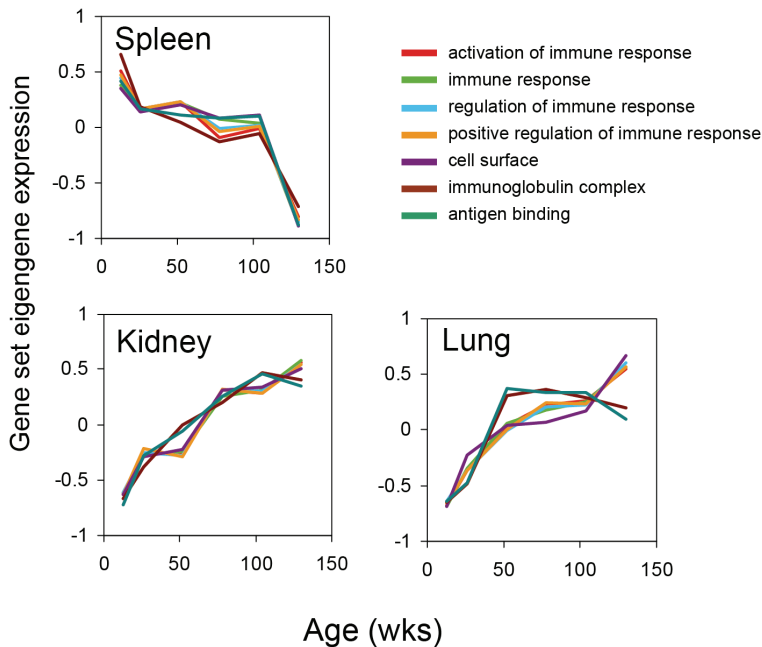 Spleen
1
0.5
0
-0.5
-1
0
50
100
150
activation of immune response
immune response
regulation of immune response
positive regulation of immune response
cell surface
immunoglobulin complex
antigen binding
Gene set eigengene expression
Kidney
1
0.5
0
-0.5
-1
0
50
100
150
Lung
1
0.5
0
-0.5
-1
0
50
100
150
Age (wks)